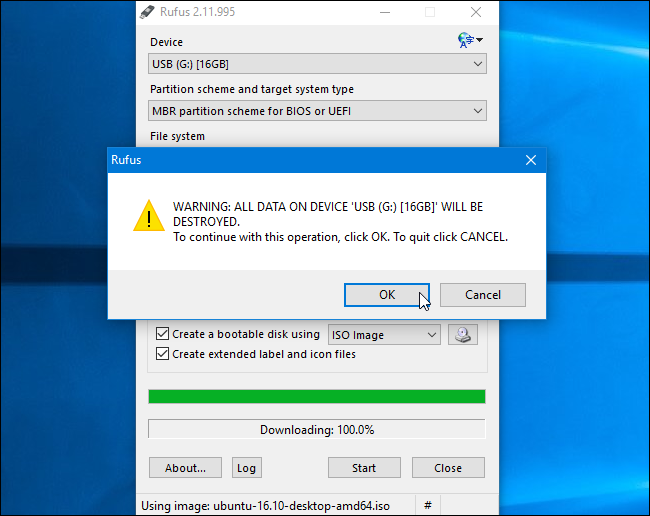 Rufus 2.11.995
Device
USB (G:) [16GB]
Partition scheme and target system type
MBR partition scheme for BIOS or UEFI
File system
Rufus
WARNING: ALL DATA ON DEVICE 'USB (G:) [16GB]' WILL BE
DESTROYED.
To continue with this operation, click OK. To quit click CANCEL.
OK Cancel
Create a bootable disk using ISO Image
Create extended label and icon files
Downloading: 100.0%
About... Log Start Close
Using image: ubuntu-16.10-desktop-amd64.iso #